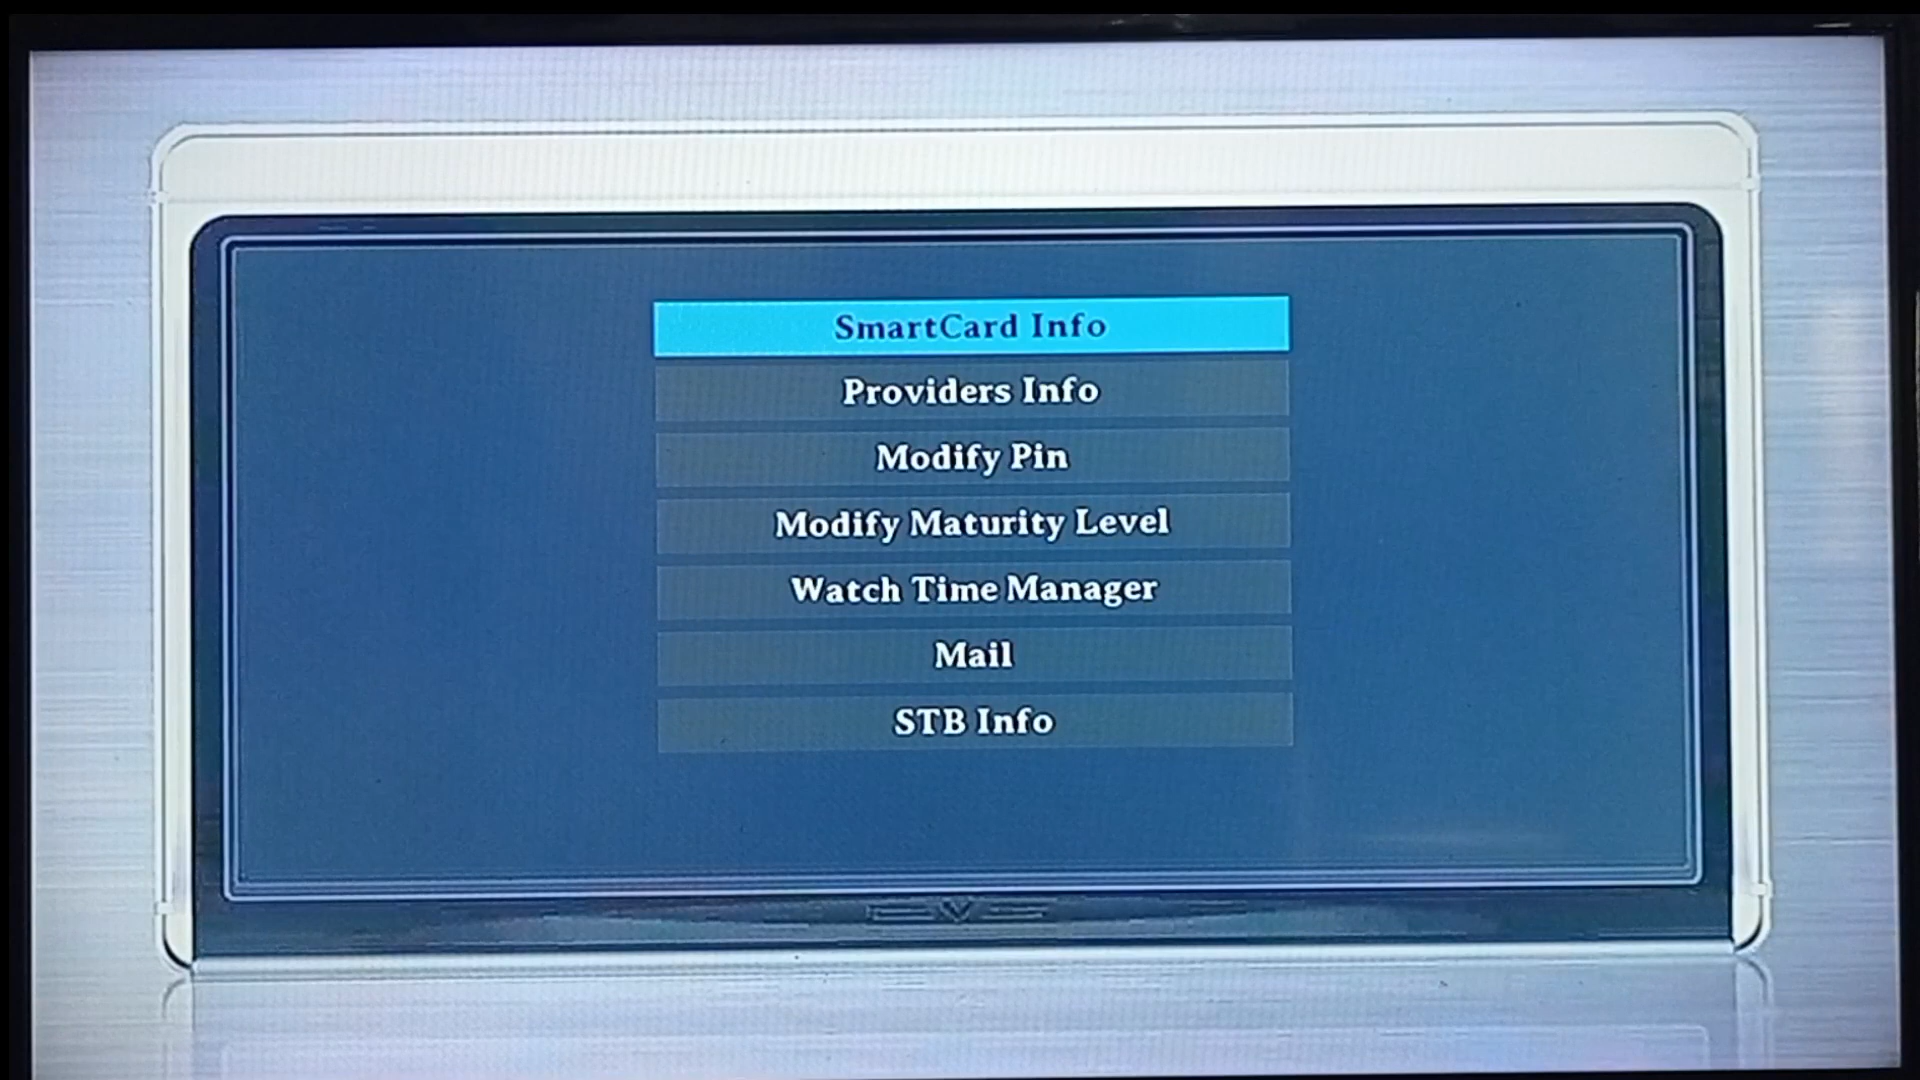 SmartCard Info
Providers Info
Modify Pin
Modify Maturity Level
Watch Time Manager
Mail
STB Info